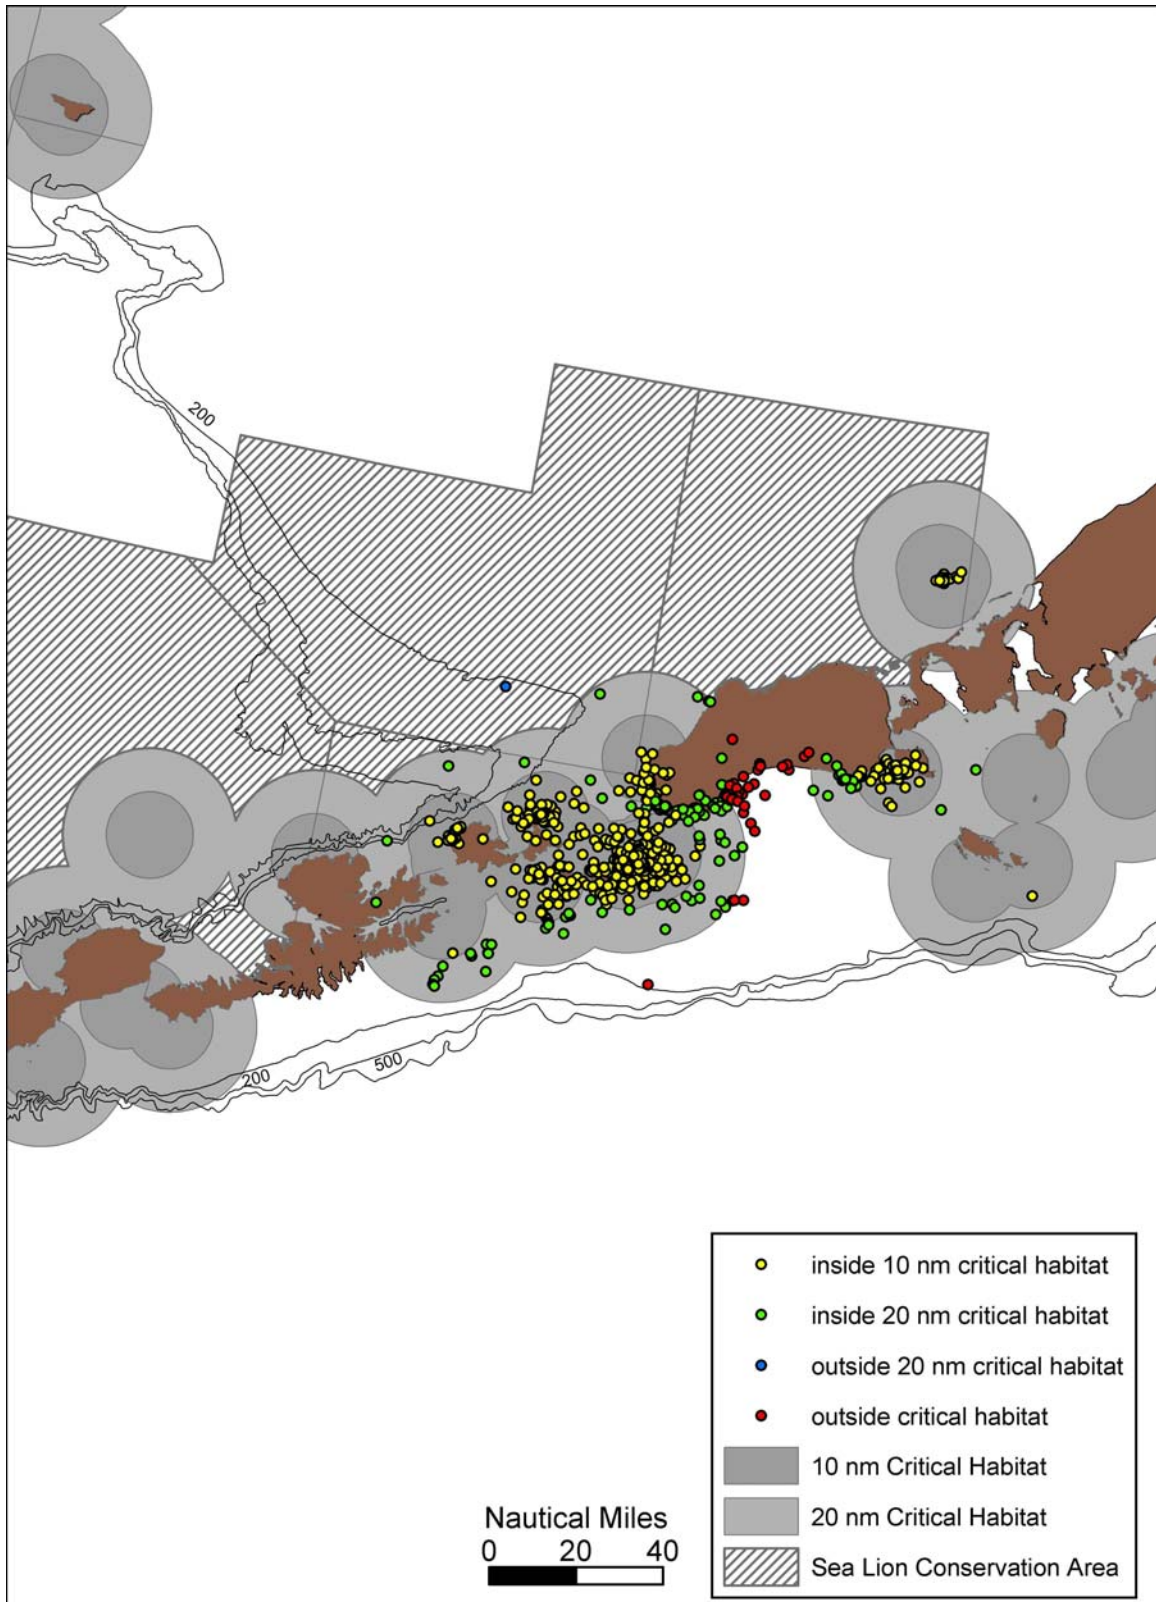 200
200
500
inside 10 nm critical habitat
inside 20 nm critical habitat
outside 20 nm critical habitat
outside critical habitat
10 nm Critical Habitat
20 nm Critical Habitat
Sea Lion Conservation Area
Nautical Miles
0 20 40